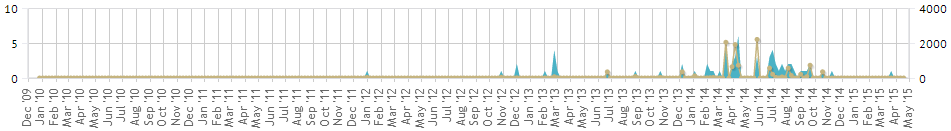 10
5
0
4000
2000
0
Dec '09
Jan '10
Feb '10
Mar '10
Apr '10
May '10
Jun '10
Jul '10
Aug '10
Sep '10
Oct '10
Nov '10
Dec '10
Jan '11
Feb '11
Mar '11
Apr '11
May '11
Jun '11
Jul '11
Aug '11
Sep '11
Oct '11
Nov '11
Dec '11
Jan '12
Feb '12
Mar '12
Apr '12
May '12
Jun '12
Jul '12
Aug '12
Sep '12
Oct '12
Nov '12
Dec '12
Jan '13
Feb '13
Mar '13
Apr '13
May '13
Jun '13
Jul '13
Aug '13
Sep '13
Oct '13
Nov '13
Dec '13
Jan '14
Feb '14
Mar '14
Apr '14
May '14
Jun '14
Jul '14
Aug '14
Sep '14
Oct '14
Nov '14
Dec '14
Jan '15
Feb '15
Mar '15
Apr '15
May '15